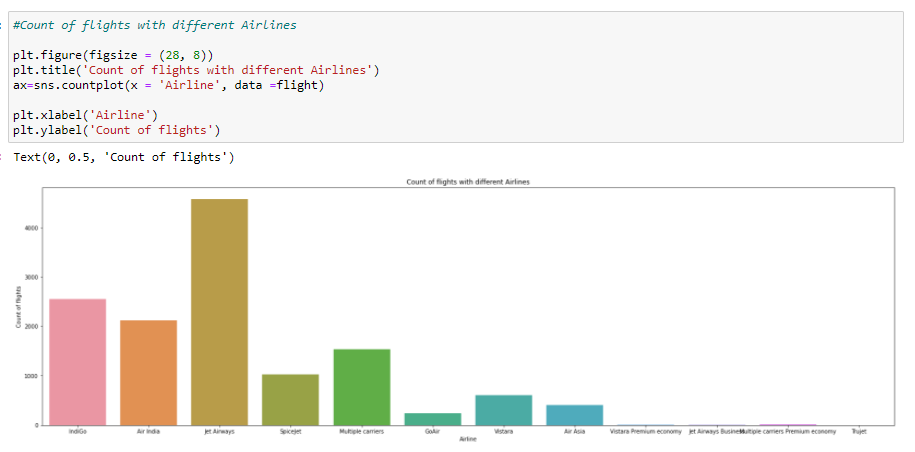 #Count of flights with different Airlines
plt.figure(figsize = (28, 8))
plt.title('Count of flights with different Airlines')
ax=sns.countplot(x = 'Airline', data =flight)
plt.xlabel('Airline')
plt.ylabel('Count of flights')
Text(0, 0.5, 'Count of flights')
Count of flights with different Airlines
4000
3000
2000
1000
0
Count of flights
IndiGo Air India Jet Airways SpiceJet Multiple carriers GoAir Vistara Air Asia Vistara Premium economy Jet Airways Business Multiple carriers Premium economy Trujet
Airline